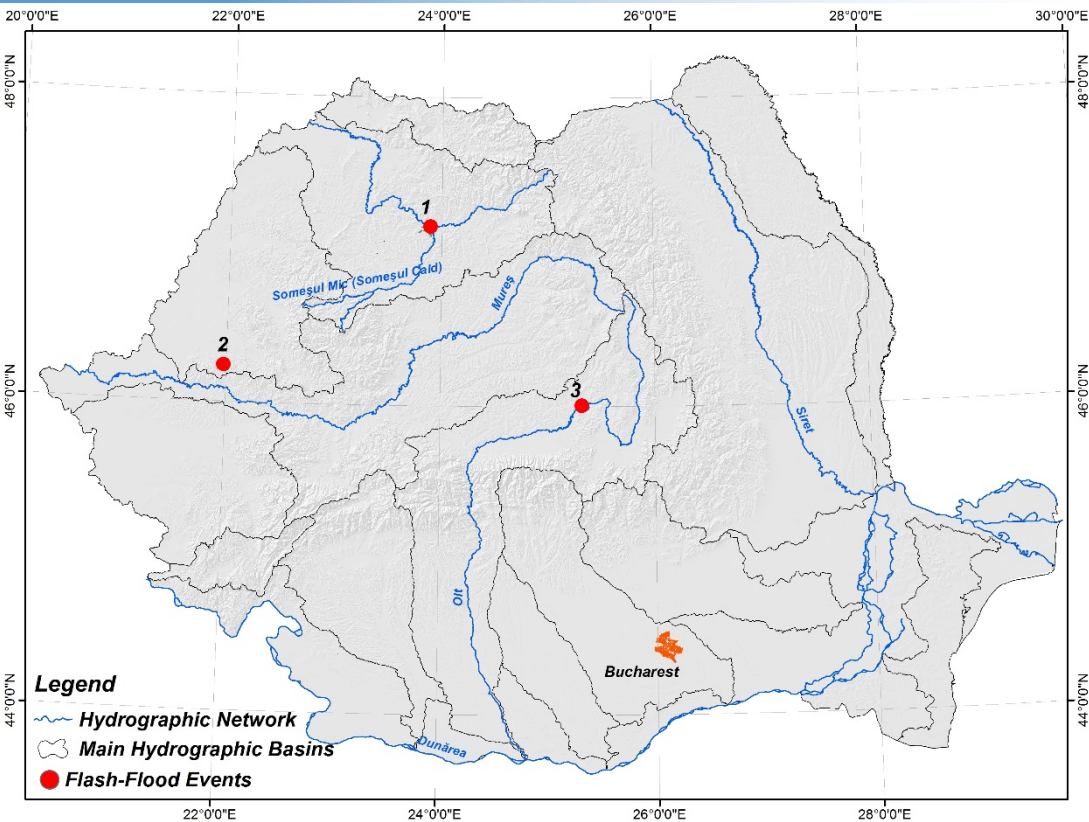 20°0'0"E 22°0'0"E 24°0'0"E 26°0'0"E 28°0'0"E 30°0'0"E
48°0'0"N 48°0'0"N
1
Someșul Mic (Someșul Cald)
Mureș
2
46°0'0"N 46°0'0"N
3
Siret
Olt
Bucharest
44°0'0"N 44°0'0"N
Dunărea
Legend
Hydrographic Network
Main Hydrographic Basins
Flash-Flood Events
22°0'0"E 24°0'0"E 26°0'0"E 28°0'0"E